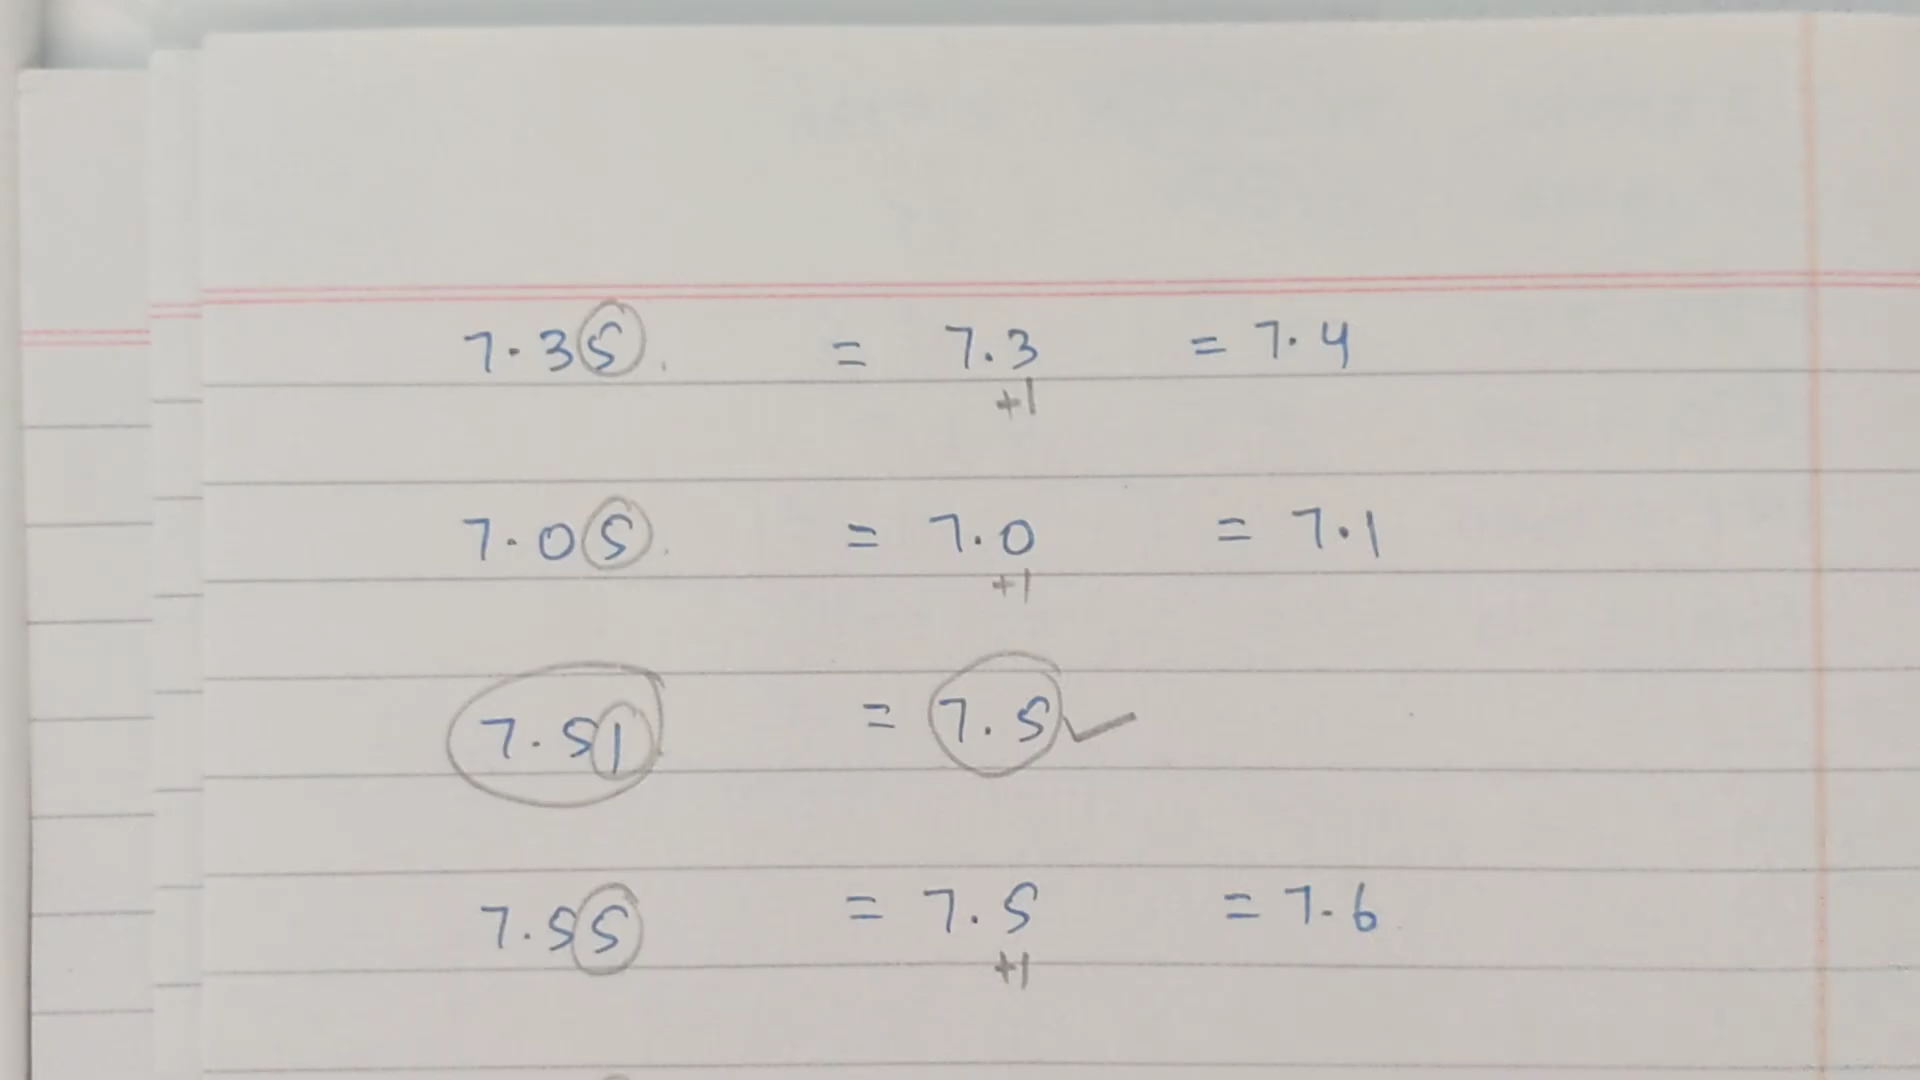 7.35 = 7.3 = 7.4
+1
7.05 = 7.0 = 7.1
+1
7.51 = 7.5 ✓
7.55 = 7.5 = 7.6
+1